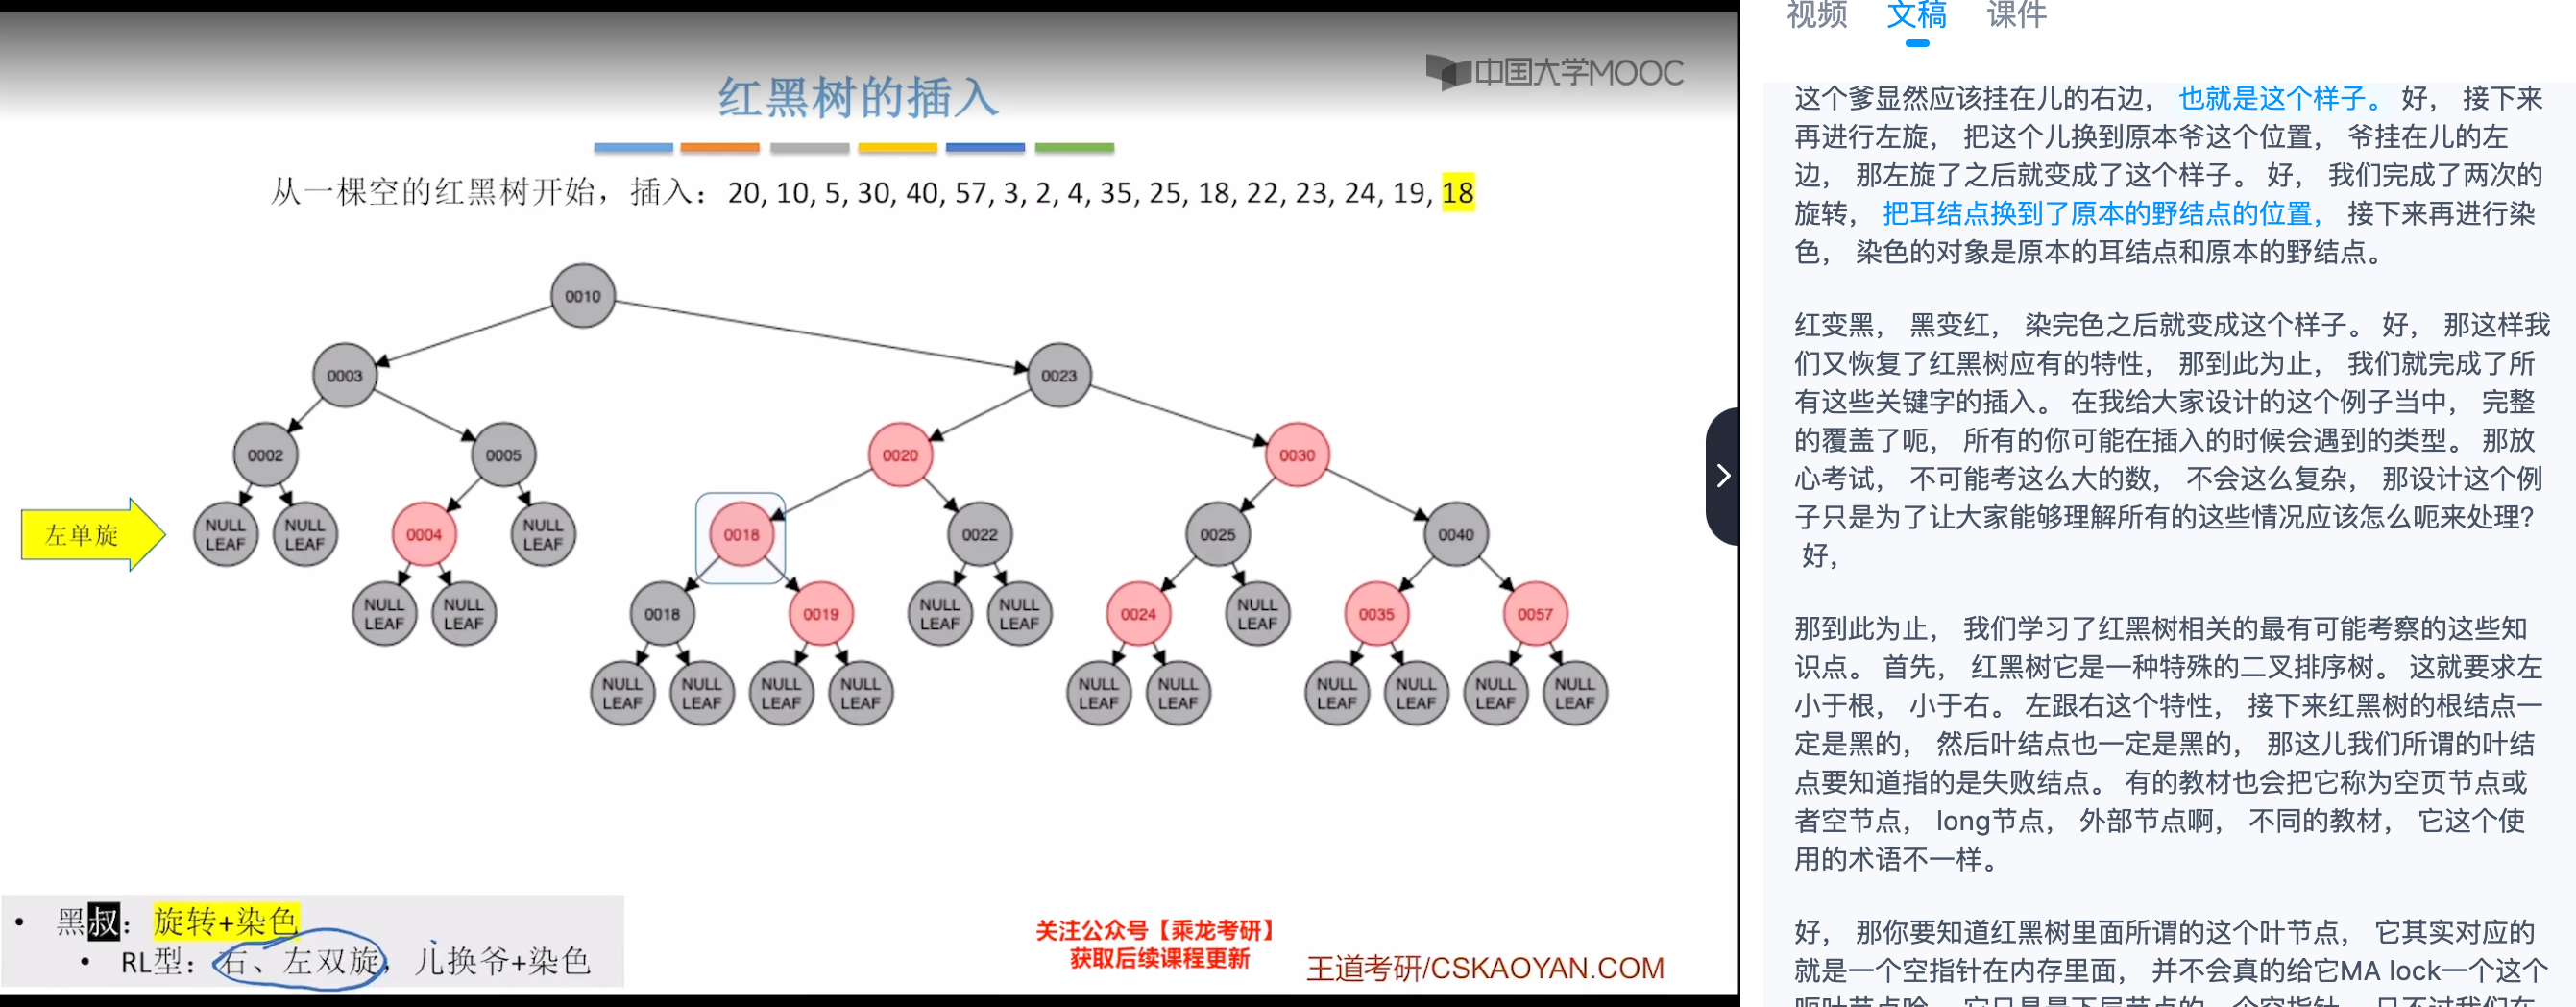 中国大学MOOC
红黑树的插入
从一棵空的红黑树开始，插入：20, 10, 5, 30, 40, 57, 3, 2, 4, 35, 25, 18, 22, 23, 24, 19, 18
0010
0003
0023
0002
0005
0020
0030
左单旋
NULL LEAF
NULL LEAF
0004
NULL LEAF
0018
0022
0025
0040
NULL LEAF
NULL LEAF
0018
0019
NULL LEAF
NULL LEAF
0024
NULL LEAF
0035
0057
NULL LEAF
NULL LEAF
NULL LEAF
NULL LEAF
NULL LEAF
NULL LEAF
NULL LEAF
NULL LEAF
NULL LEAF
NULL LEAF
• 黑叔：旋转+染色
• RL型：右、左双旋，儿换爷+染色
关注公众号【乘龙考研】
获取后续课程更新
王道考研/CSKAOYAN.COM
视频 文稿 课件
这个爹显然应该挂在儿的右边， 也就是这个样子。 好， 接下来
再进行左旋， 把这个儿换到原本爷这个位置， 爷挂在儿的左
边， 那左旋了之后就变成了这个样子。 好， 我们完成了两次的
旋转， 把耳结点换到了原本的野结点的位置， 接下来再进行染
色， 染色的对象是原本的耳结点和原本的野结点。
红变黑， 黑变红， 染完色之后就变成这个样子。 好， 那这样我
们又恢复了红黑树应有的特性， 那到此为止， 我们就完成了所
有这些关键字的插入。 在我给大家设计的这个例子当中， 完整
的覆盖了呃， 所有的你可能在插入的时候会遇到的类型。 那放
心考试， 不可能考这么大的数， 不会这么复杂， 那设计这个例
子只是为了让大家能够理解所有的这些情况应该怎么呃来处理？
好，
那到此为止， 我们学习了红黑树相关的最有可能考察的这些知
识点。 首先， 红黑树它是一种特殊的二叉排序树。 这就要求左
小于根， 小于右。 左跟右这个特性， 接下来红黑树的根结点一
定是黑的， 然后叶结点也一定是黑的， 那这儿我们所谓的叶结
点要知道指的是失败结点。 有的教材也会把它称为空页节点或
者空节点， long节点， 外部节点啊， 不同的教材， 它这个使
用的术语不一样。
好， 那你要知道红黑树里面所谓的这个叶节点， 它其实对应的
就是一个空指针在内存里面， 并不会真的给它MA lock一个这个